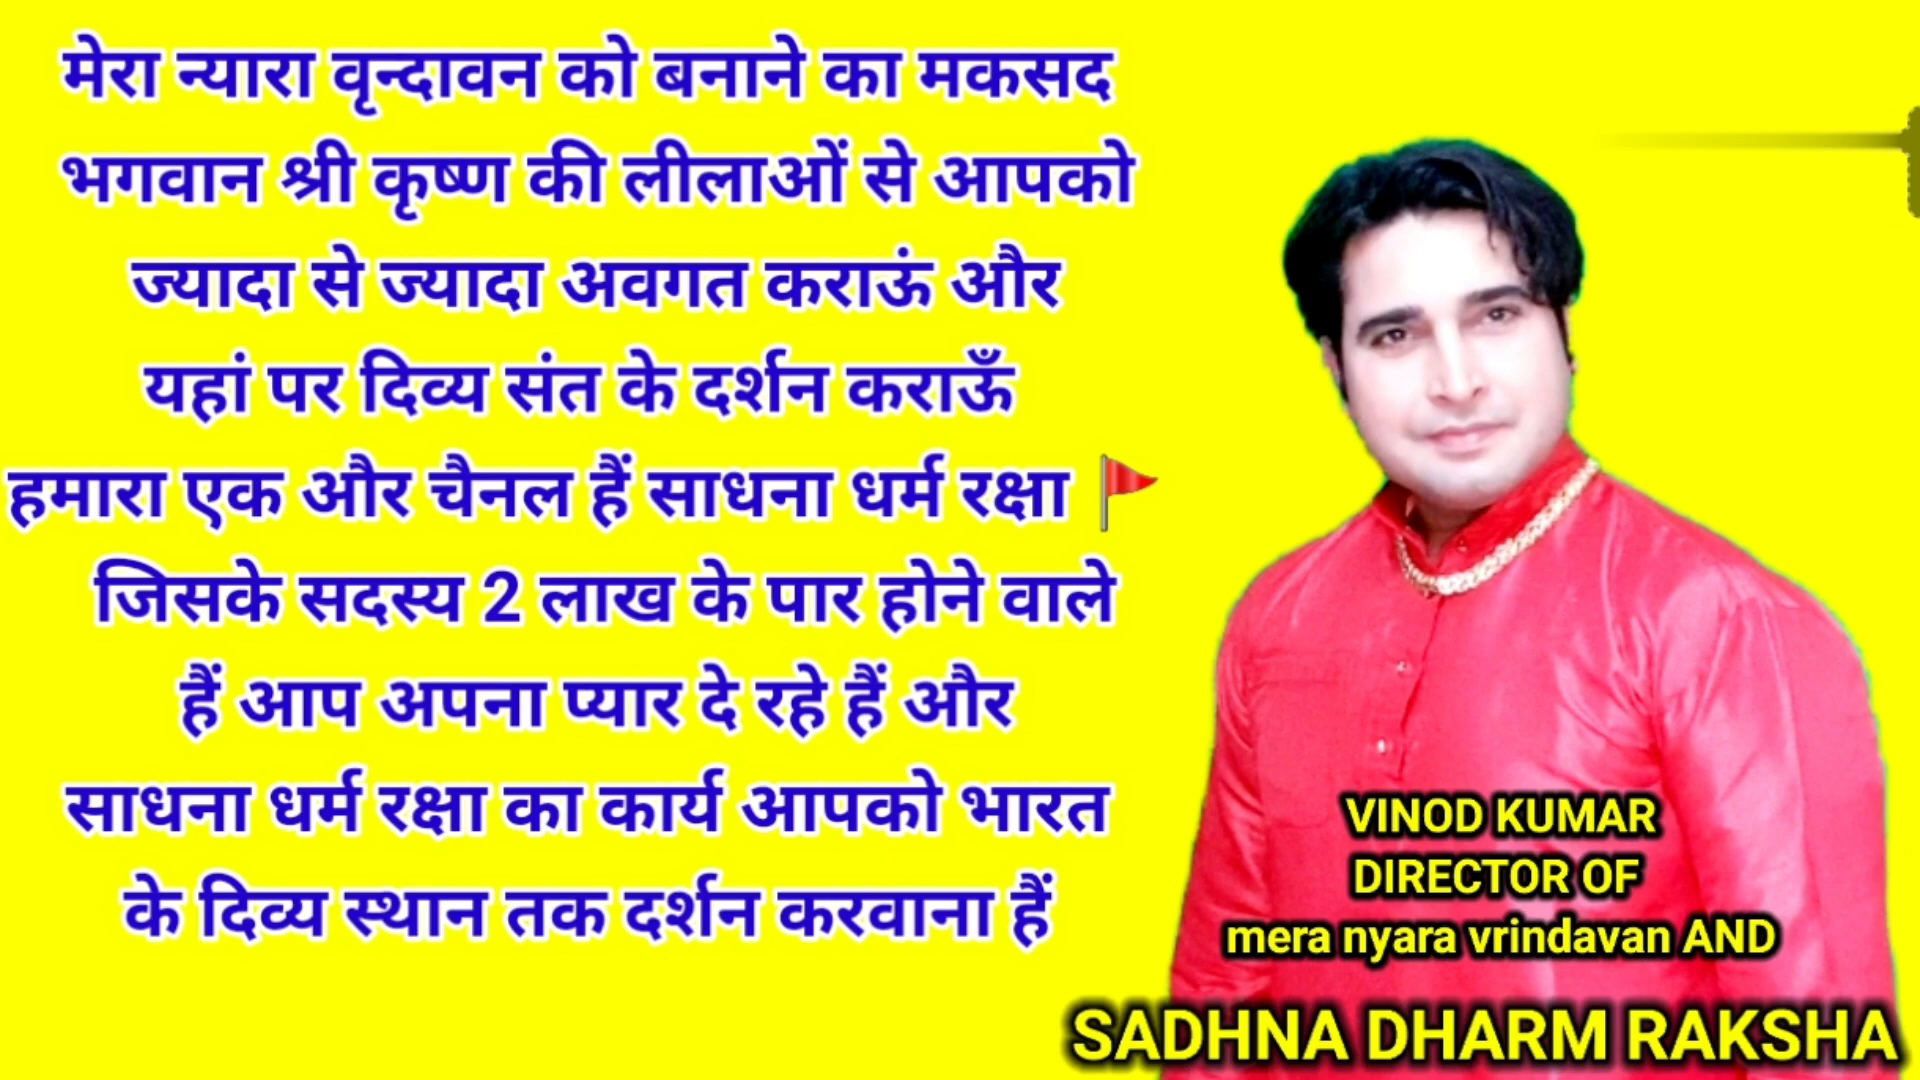 मेरा न्यारा वृन्दावन को बनाने का मकसद
भगवान श्री कृष्ण की लीलाओं से आपको
ज्यादा से ज्यादा अवगत कराऊं और
यहां पर दिव्य संत के दर्शन कराऊँ
हमारा एक और चैनल हैं साधना धर्म रक्षा 🚩
जिसके सदस्य 2 लाख के पार होने वाले
हैं आप अपना प्यार दे रहे हैं और
साधना धर्म रक्षा का कार्य आपको भारत
के दिव्य स्थान तक दर्शन करवाना हैं
VINOD KUMAR
DIRECTOR OF
mera nyara vrindavan AND
SADHNA DHARM RAKSHA